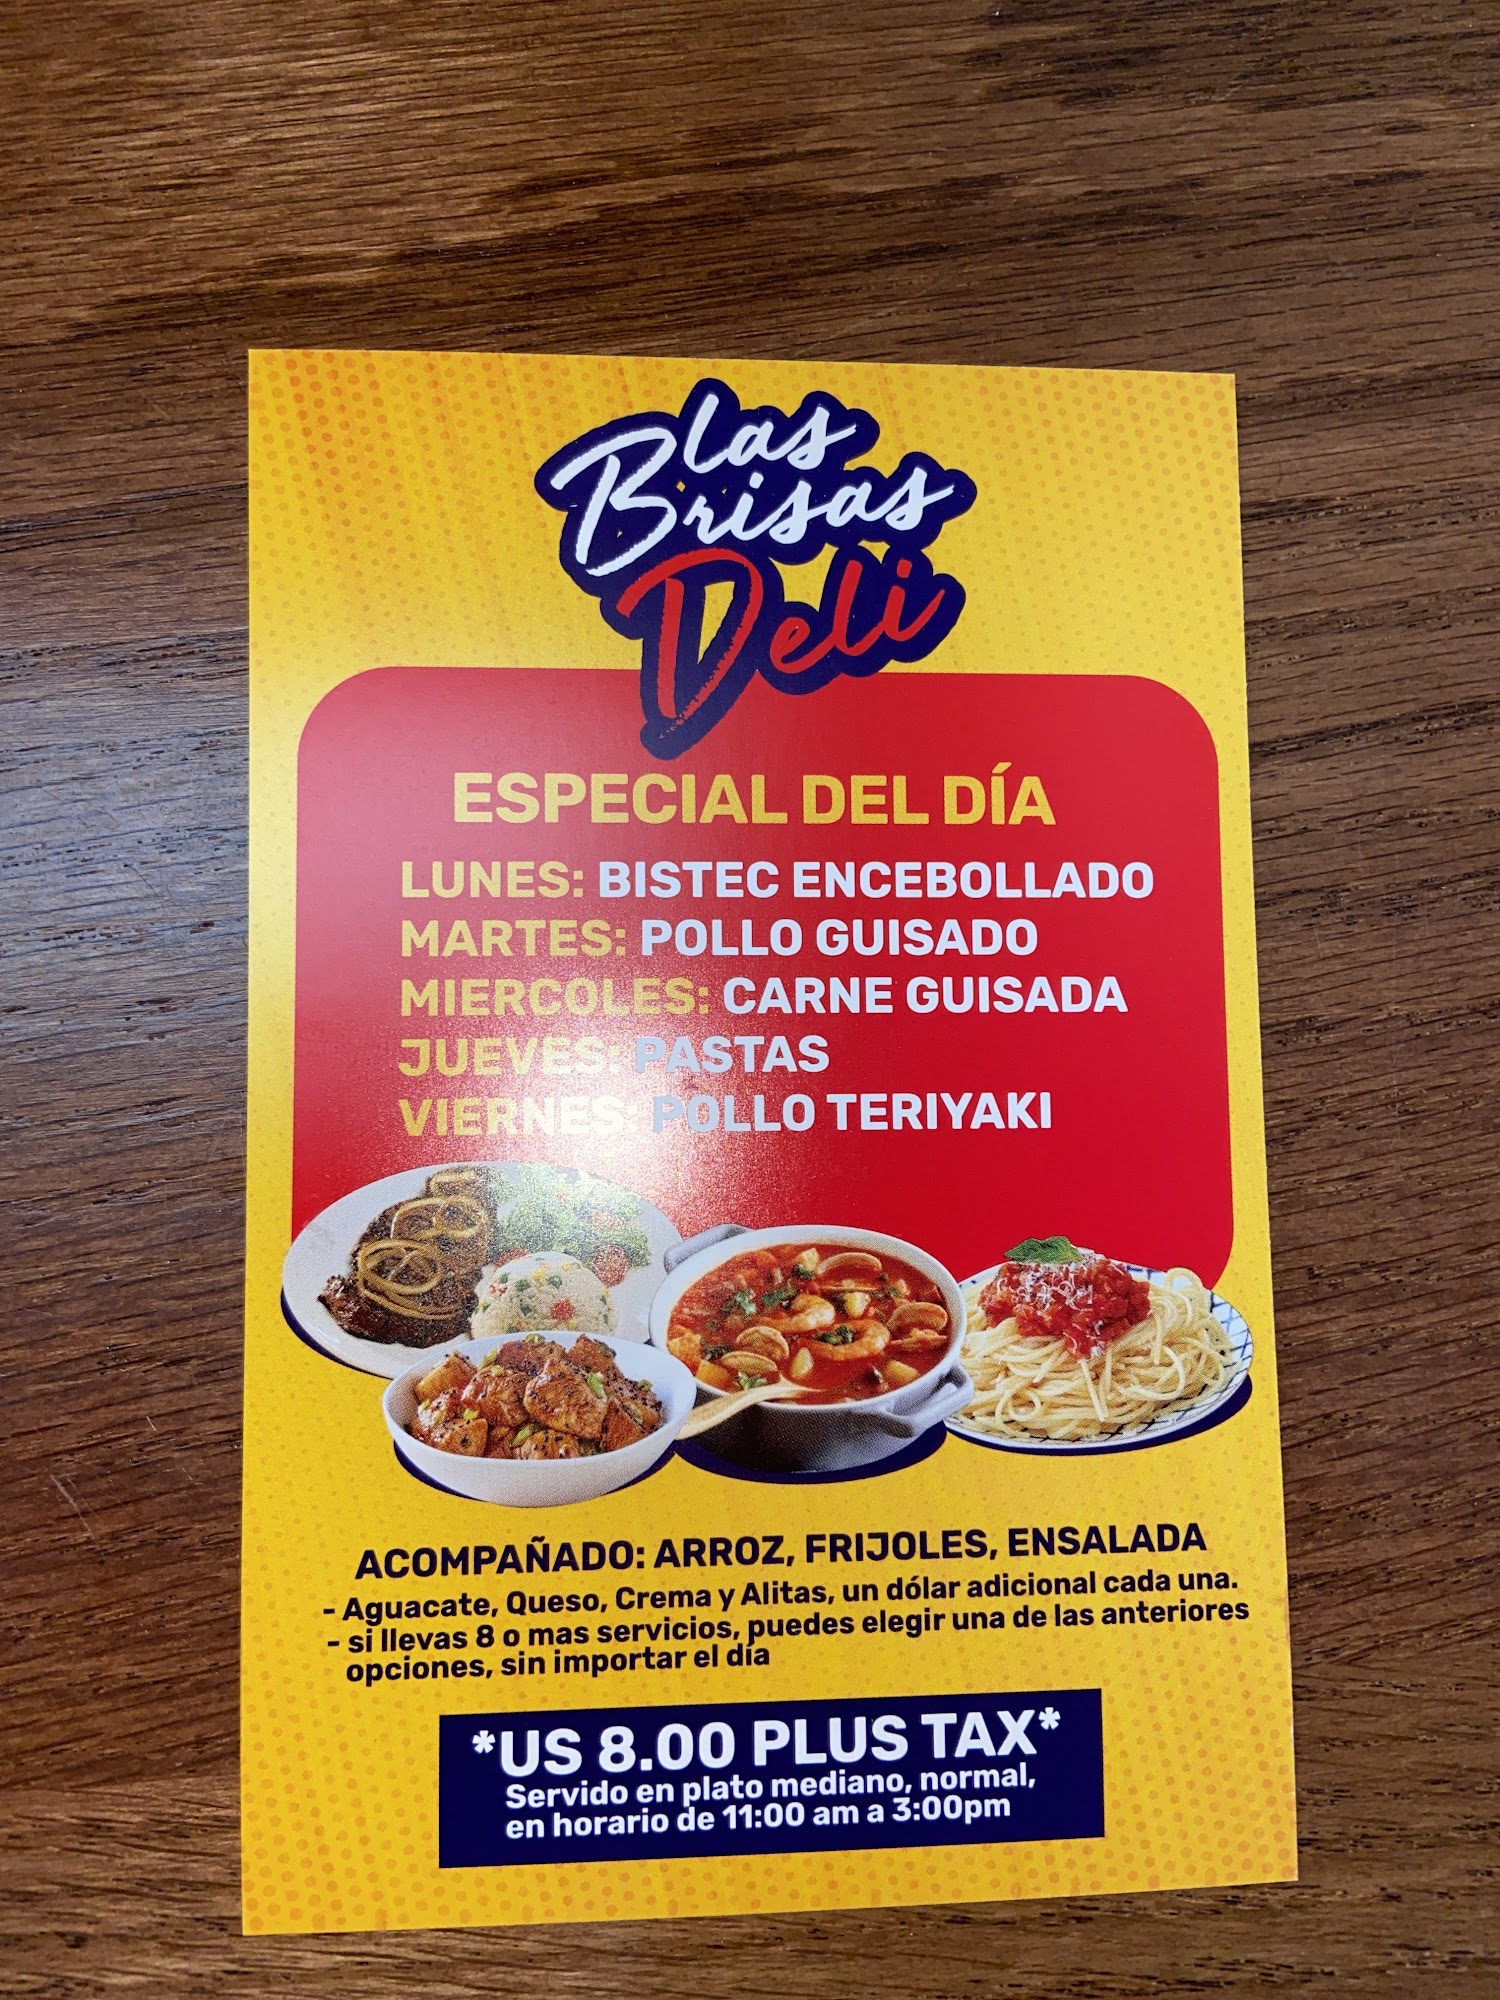 Las
Brisas
Deli
ESPECIAL DEL DÍA
LUNES: BISTEC ENCEBOLLADO
MARTES: POLLO GUISADO
MIERCOLES: CARNE GUISADA
JUEVES: PASTAS
VIERNES: POLLO TERIYAKI
ACOMPAÑADO: ARROZ, FRIJOLES, ENSALADA
- Aguacate, Queso, Crema y Alitas, un dólar adicional cada una.
- si llevas 8 o mas servicios, puedes elegir una de las anteriores
opciones, sin importar el día
*US 8.00 PLUS TAX*
Servido en plato mediano, normal,
en horario de 11:00 am a 3:00pm